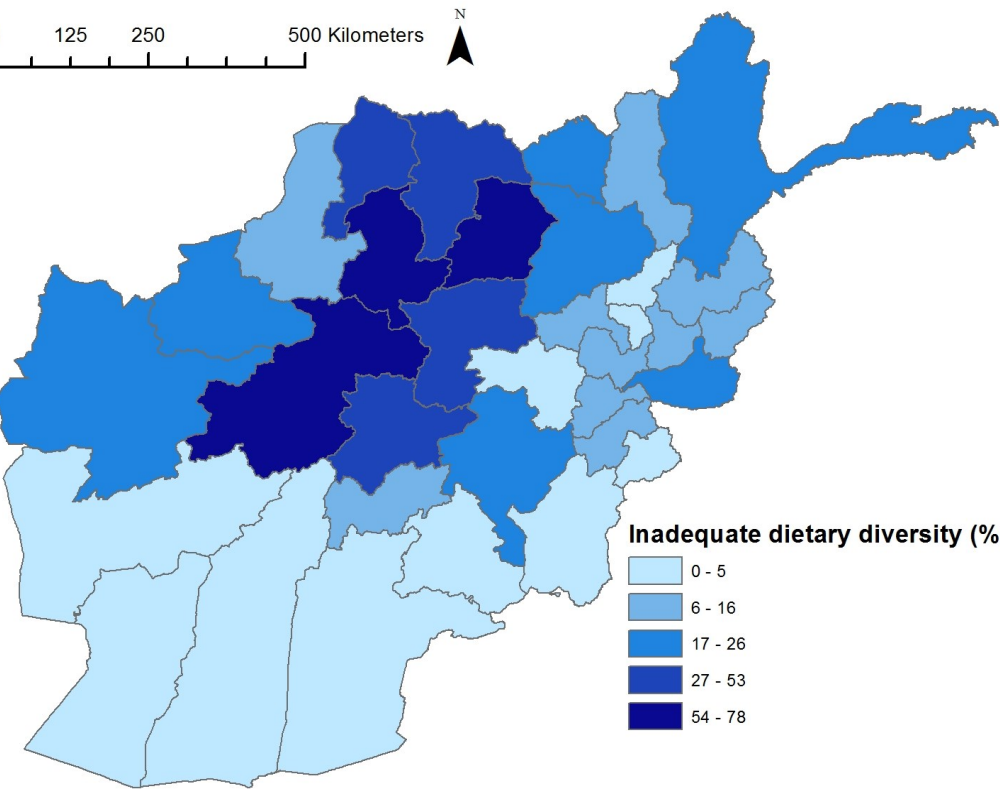 N
125 250 500 Kilometers
Inadequate dietary diversity (%
0 - 5
6 - 16
17 - 26
27 - 53
54 - 78